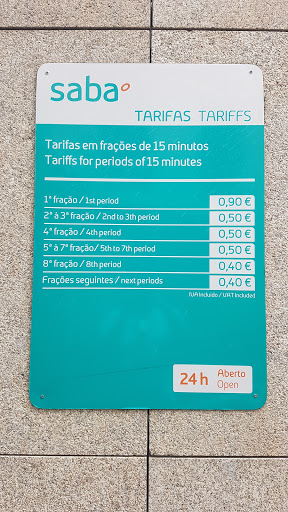 saba
TARIFAS TARIFFS
Tarifas em frações de 15 minutos
Tariffs for periods of 15 minutes
1ª fração / 1st period 0,90 €
2ª à 3ª fração / 2nd to 3th period 0,50 €
4ª fração / 4th period 0,50 €
5ª à 7ª fração/ 5th to 7th period 0,50 €
8ª fração / 8th period 0,40 €
Frações seguintes / next periods 0,40 €
IVA Incluído / VAT Included
24 h Aberto
Open